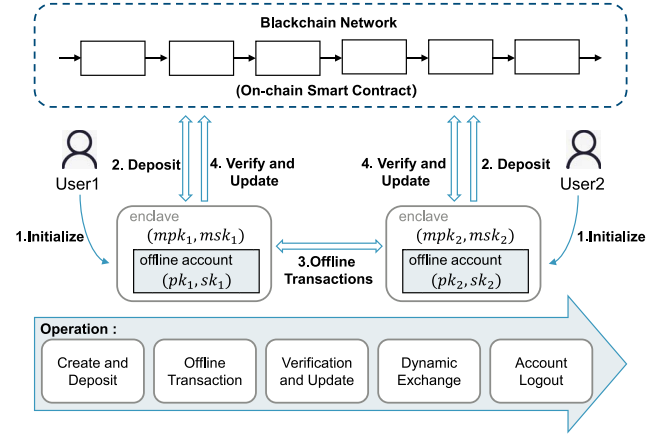 Blackchain Network
(On-chain Smart Contract)
User1
2. Deposit
4. Verify and
Update
4. Verify and
Update
2. Deposit
User2
1.Initialize
enclave
(mpk₁, msk₁)
offline account
(pk₁, sk₁)
3.Offline
Transactions
enclave
(mpk₂, msk₂)
offline account
(pk₂, sk₂)
1.Initialize
Operation :
Create and
Deposit
Offline
Transaction
Verification
and Update
Dynamic
Exchange
Account
Logout